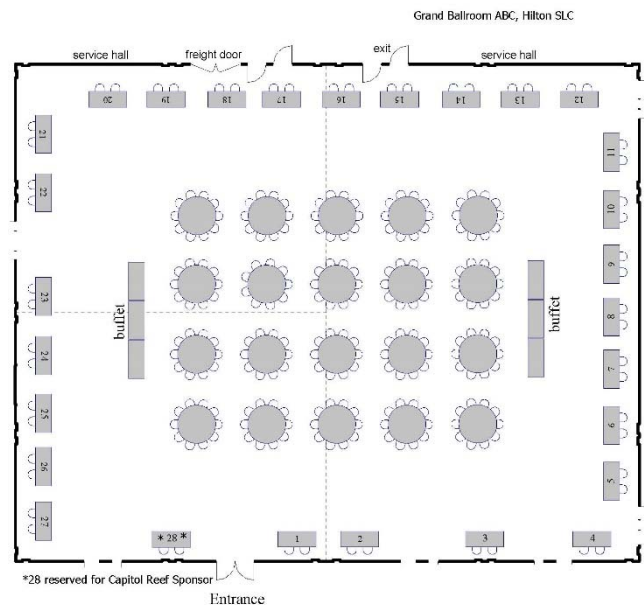 Grand Ballroom ABC, Hilton SLC
service hall
freight door
exit
service hall
20
19
18
17
16
15
14
13
12
21
11
22
10
9
23
buffet
buffet
8
24
7
25
6
26
5
27
* 28 *
1
2
3
4
*28 reserved for Capitol Reef Sponsor
Entrance